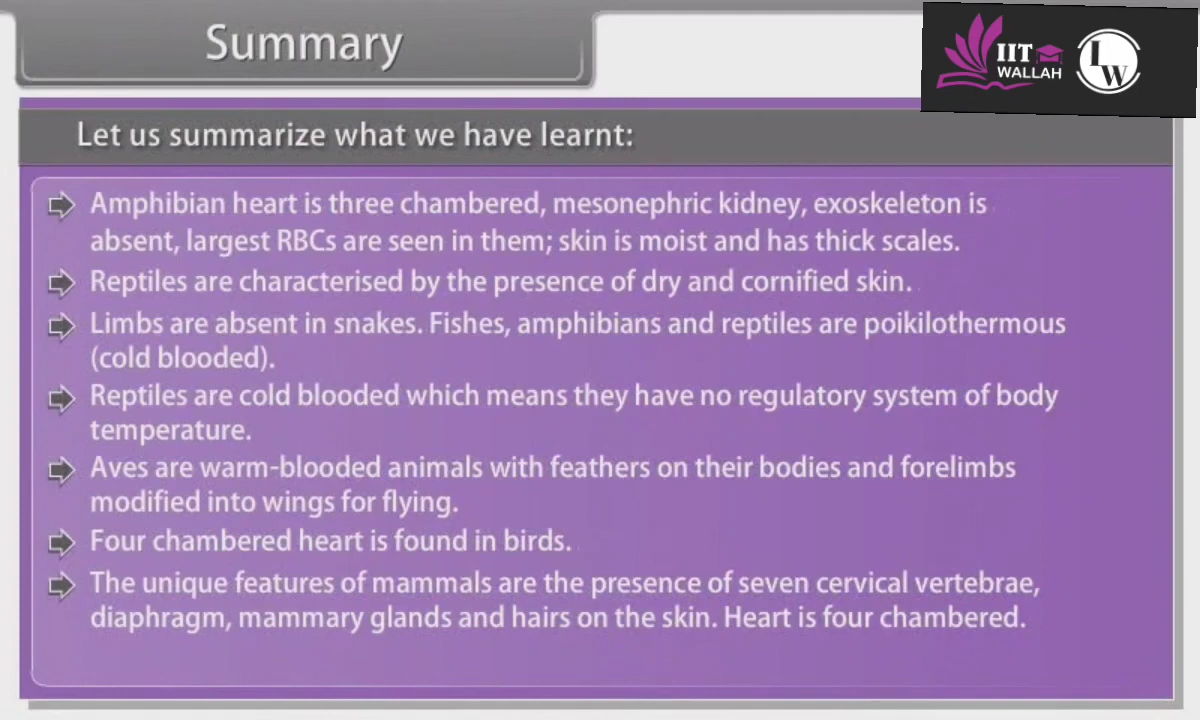 Summary
IIT
WALLAH
LW
Let us summarize what we have learnt:
Amphibian heart is three chambered, mesonephric kidney, exoskeleton is
absent, largest RBCs are seen in them; skin is moist and has thick scales.
Reptiles are characterised by the presence of dry and cornified skin.
Limbs are absent in snakes. Fishes, amphibians and reptiles are poikilothermous
(cold blooded).
Reptiles are cold blooded which means they have no regulatory system of body
temperature.
Aves are warm-blooded animals with feathers on their bodies and forelimbs
modified into wings for flying.
Four chambered heart is found in birds.
The unique features of mammals are the presence of seven cervical vertebrae,
diaphragm, mammary glands and hairs on the skin. Heart is four chambered.